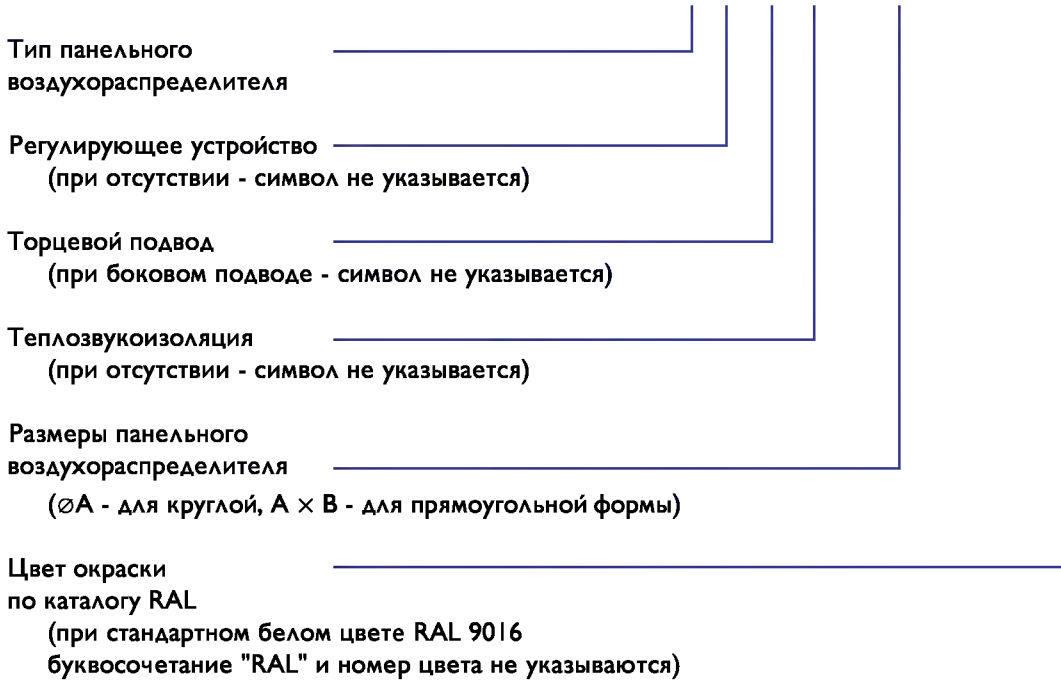 Тип панельного
воздухораспределителя
Регулирующее устройство
(при отсутствии - символ не указывается)
Торцевой подвод
(при боковом подводе - символ не указывается)
Теплозвукоизоляция
(при отсутствии - символ не указывается)
Размеры панельного
воздухораспределителя
(⌀A - для круглой, A × B - для прямоугольной формы)
Цвет окраски
по каталогу RAL
(при стандартном белом цвете RAL 9016
буквосочетание "RAL" и номер цвета не указываются)